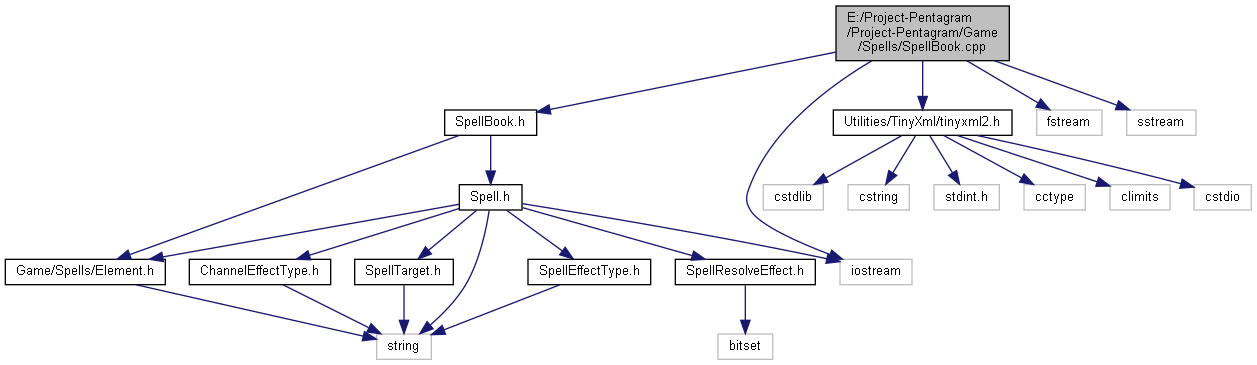 E:/Project-Pentagram
/Project-Pentagram/Game
/Spells/SpellBook.cpp
SpellBook.h
Utilities/TinyXml/tinyxml2.h
fstream
sstream
Spell.h
cstdlib
cstring
stdint.h
cctype
climits
cstdio
Game/Spells/Element.h
ChannelEffectType.h
SpellTarget.h
SpellEffectType.h
SpellResolveEffect.h
iostream
string
bitset